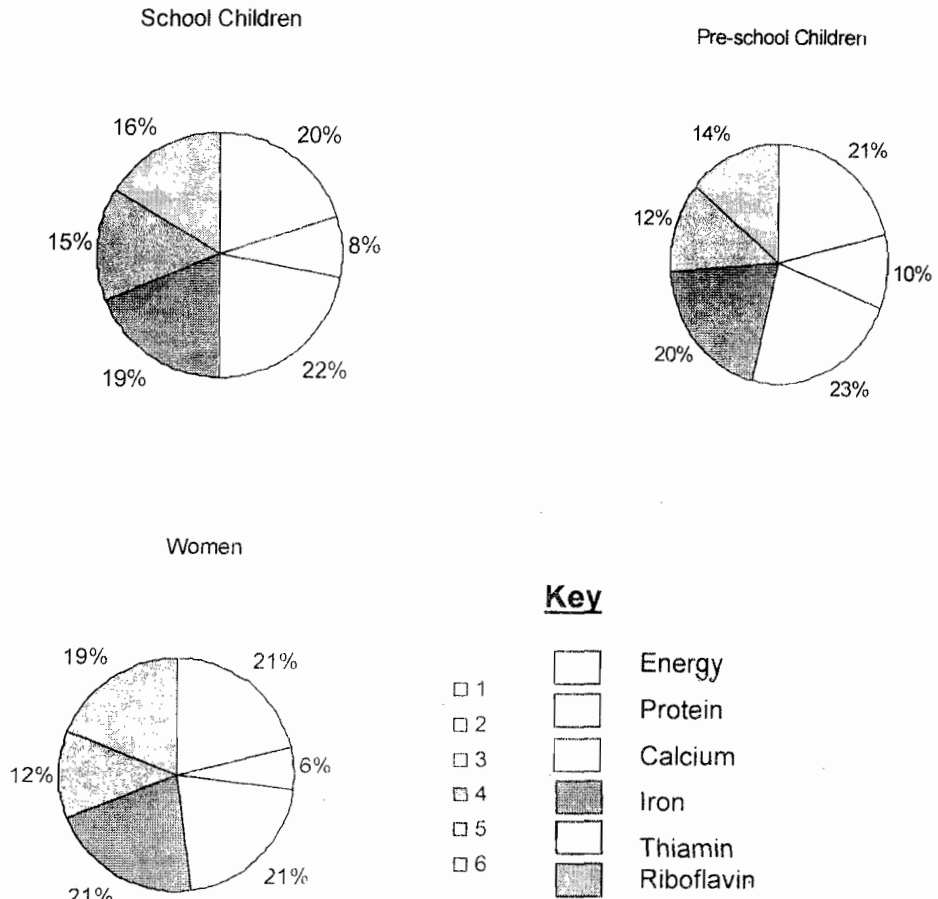 School Children
Pre-school Children
16%
20%
15%
8%
19%
22%
14%
21%
12%
10%
20%
23%
Women
19%
21%
12%
6%
21%
21%
Key
1
2
3
4
5
6
Energy
Protein
Calcium
Iron
Thiamin
Riboflavin